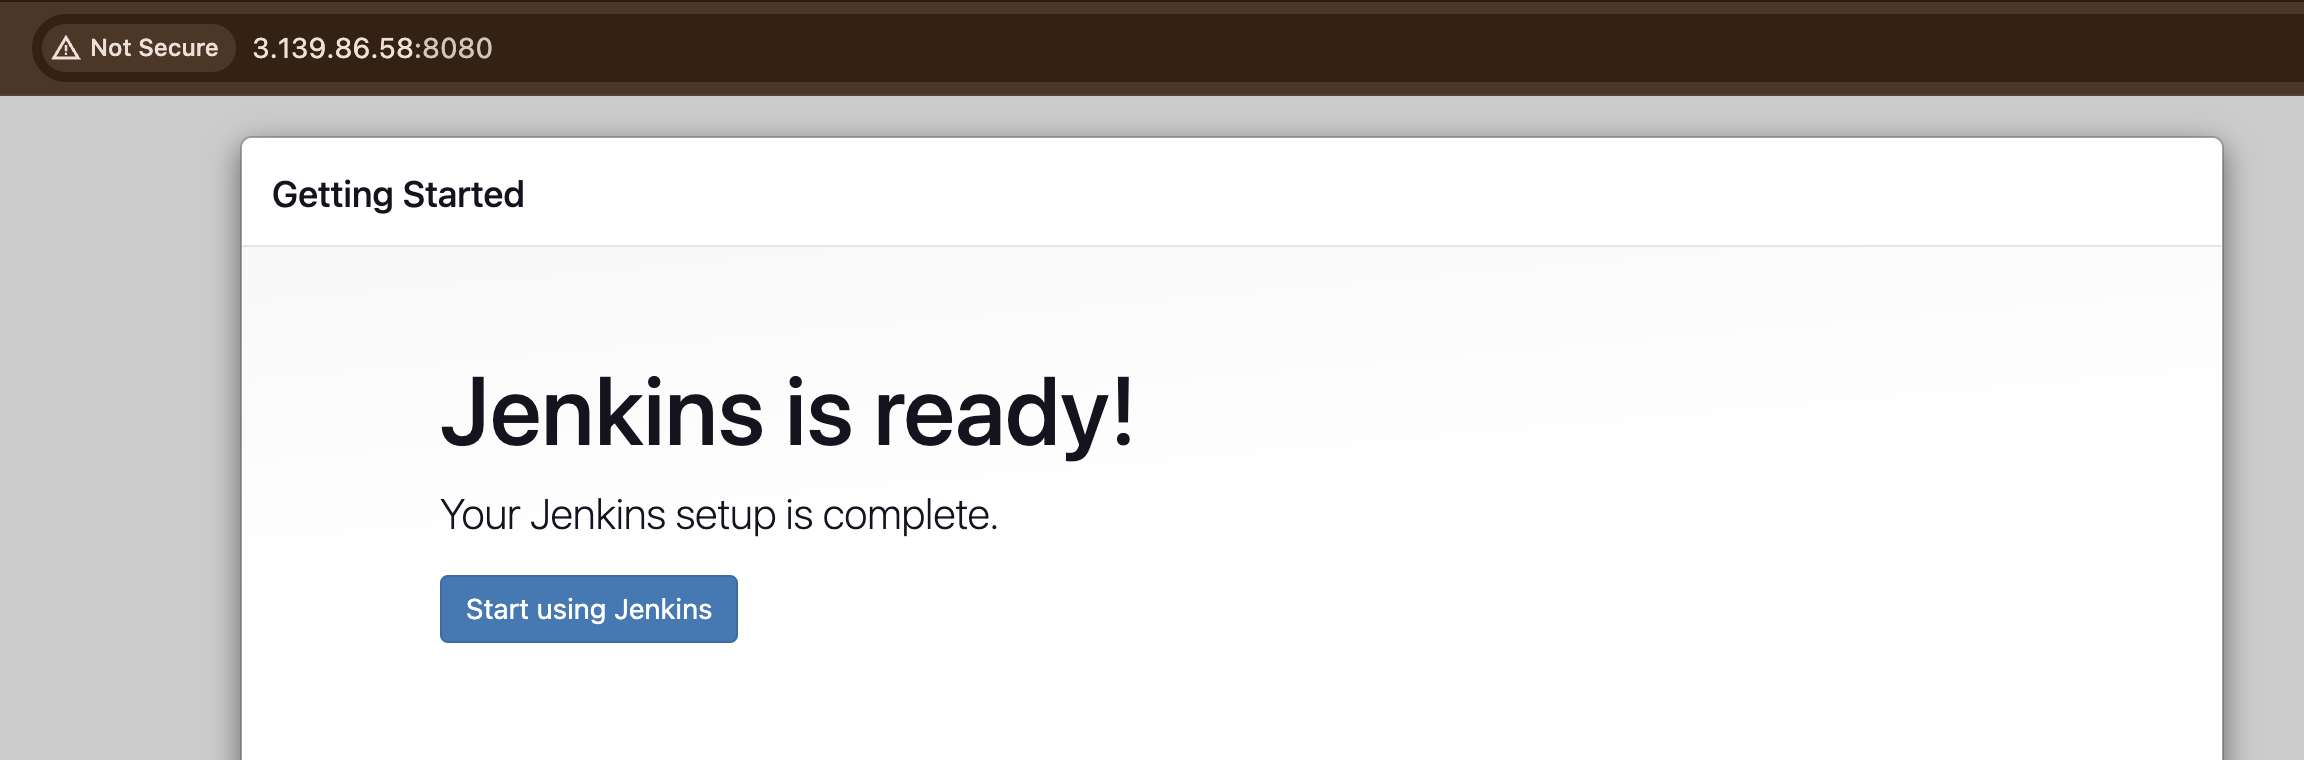 Not Secure 3.139.86.58:8080
Getting Started
Jenkins is ready!
Your Jenkins setup is complete.
Start using Jenkins